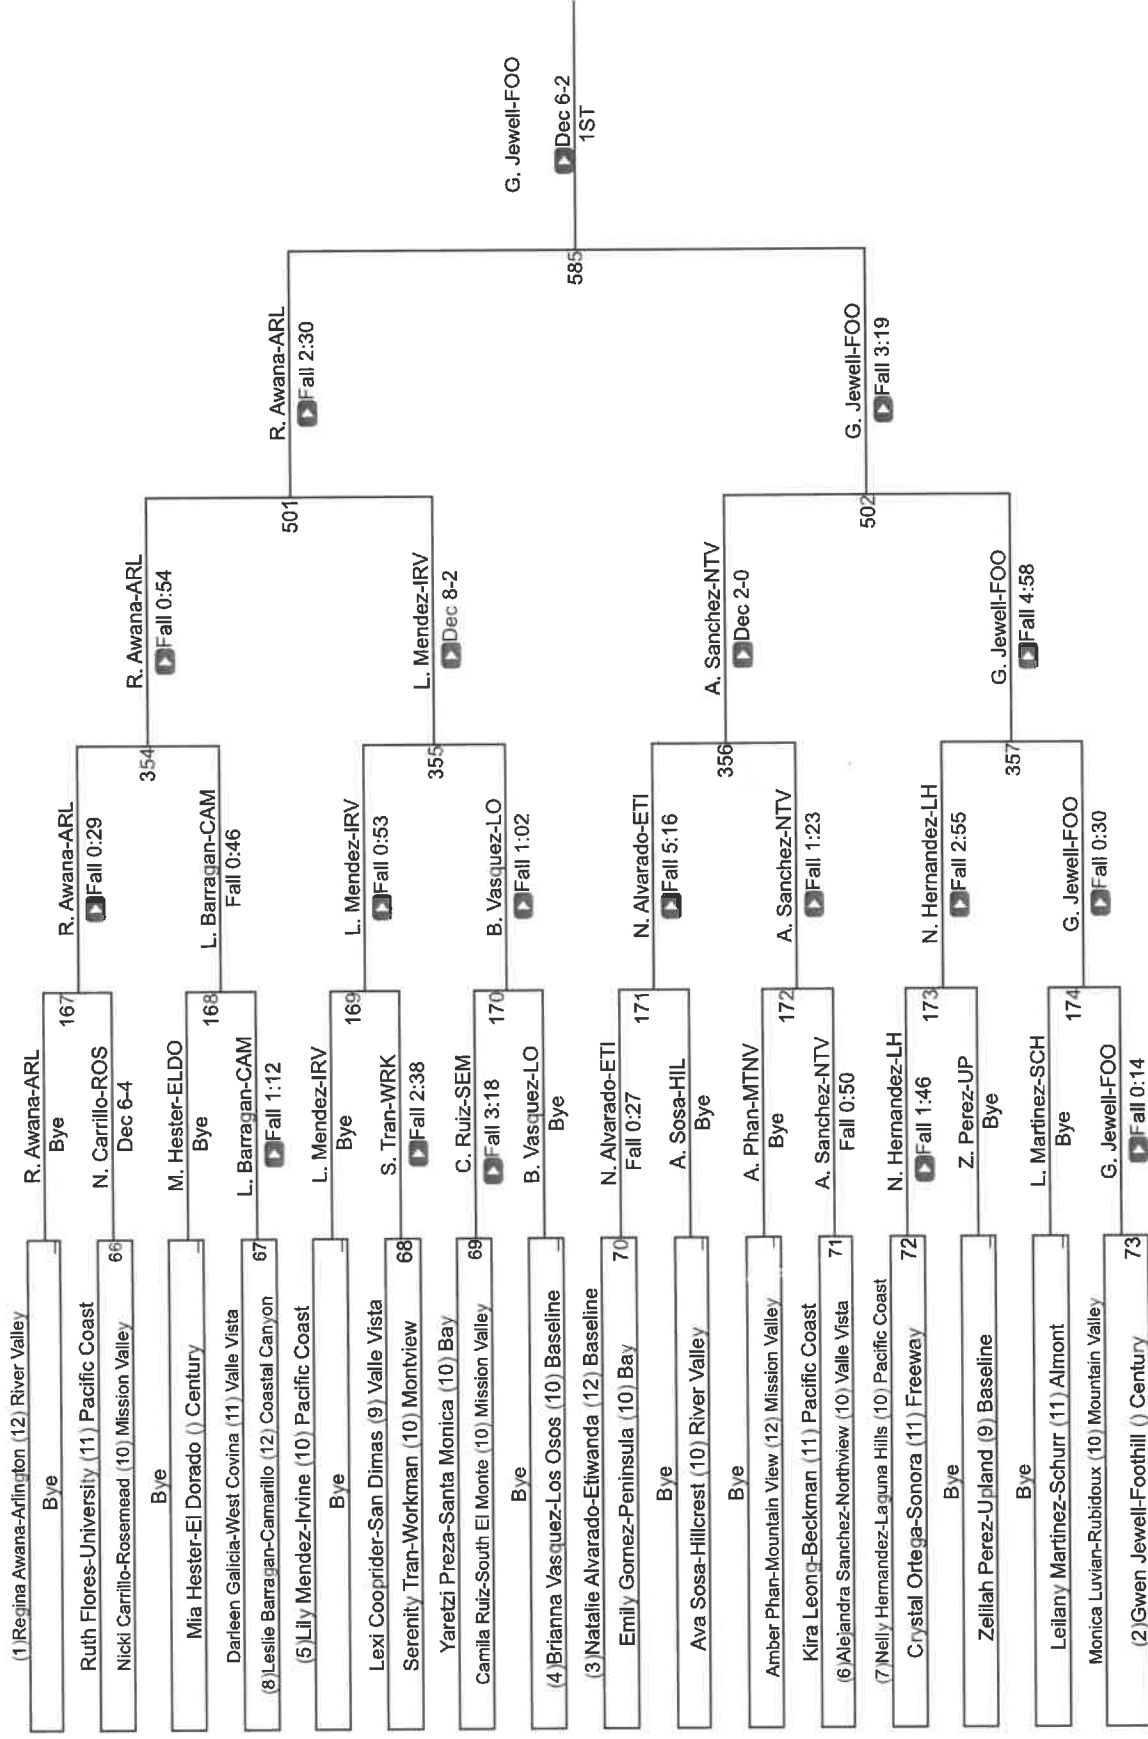 (1)Regina Awana-Arlington (12) River Valley
Bye
Ruth Flores-University (11) Pacific Coast
Nicki Carrillo-Rosemead (10) Mission Valley
66
Bye
Mia Hester-El Dorado () Century
Darleen Galicia-West Covina (11) Valle Vista
(8)Leslie Barragan-Camarillo (12) Coastal Canyon
67
(5)Lily Mendez-Irvine (10) Pacific Coast
Bye
Lexi Cooprider-San Dimas (9) Valle Vista
Serenity Tran-Workman (10) Montview
68
Yaretzi Preza-Santa Monica (10) Bay
Camila Ruiz-South El Monte (10) Mission Valley
69
Bye
(4)Brianna Vasquez-Los Osos (10) Baseline
(3)Natalie Alvarado-Etiwanda (12) Baseline
Emily Gomez-Peninsula (10) Bay
70
Bye
Ava Sosa-Hillcrest (10) River Valley
Bye
Amber Phan-Mountain View (12) Mission Valley
Kira Leong-Beckman (11) Pacific Coast
(6)Alejandra Sanchez-Northview (10) Valle Vista
71
(7)Nelly Hernandez-Laguna Hills (10) Pacific Coast
Crystal Ortega-Sonora (11) Freeway
72
Bye
Zelilah Perez-Upland (9) Baseline
Bye
Leilany Martinez-Schurr (11) Almont
Monica Luvian-Rubidoux (10) Mountain Valley
(2)Gwen Jewell-Foothill () Century
73
R. Awana-ARL
Bye
167
N. Carrillo-ROS
Dec 6-4
M. Hester-ELDO
Bye
168
L. Barragan-CAM
Fall 1:12
L. Mendez-IRV
Bye
169
S. Tran-WRK
Fall 2:38
C. Ruiz-SEM
Fall 3:18
170
B. Vasquez-LO
Bye
N. Alvarado-ETI
Fall 0:27
171
A. Sosa-HIL
Bye
A. Phan-MTNV
Bye
172
A. Sanchez-NTV
Fall 0:50
N. Hernandez-LH
Fall 1:46
173
Z. Perez-UP
Bye
L. Martinez-SCH
Bye
174
G. Jewell-FOO
Fall 0:14
R. Awana-ARL
Fall 0:29
354
L. Barragan-CAM
Fall 0:46
L. Mendez-IRV
Fall 0:53
355
B. Vasquez-LO
Fall 1:02
N. Alvarado-ETI
Fall 5:16
356
A. Sanchez-NTV
Fall 1:23
N. Hernandez-LH
Fall 2:55
357
G. Jewell-FOO
Fall 0:30
R. Awana-ARL
Fall 0:54
501
L. Mendez-IRV
Dec 8-2
A. Sanchez-NTV
Dec 2-0
502
G. Jewell-FOO
Fall 4:58
R. Awana-ARL
Fall 2:30
585
G. Jewell-FOO
Fall 3:19
G. Jewell-FOO
Dec 6-2
1ST